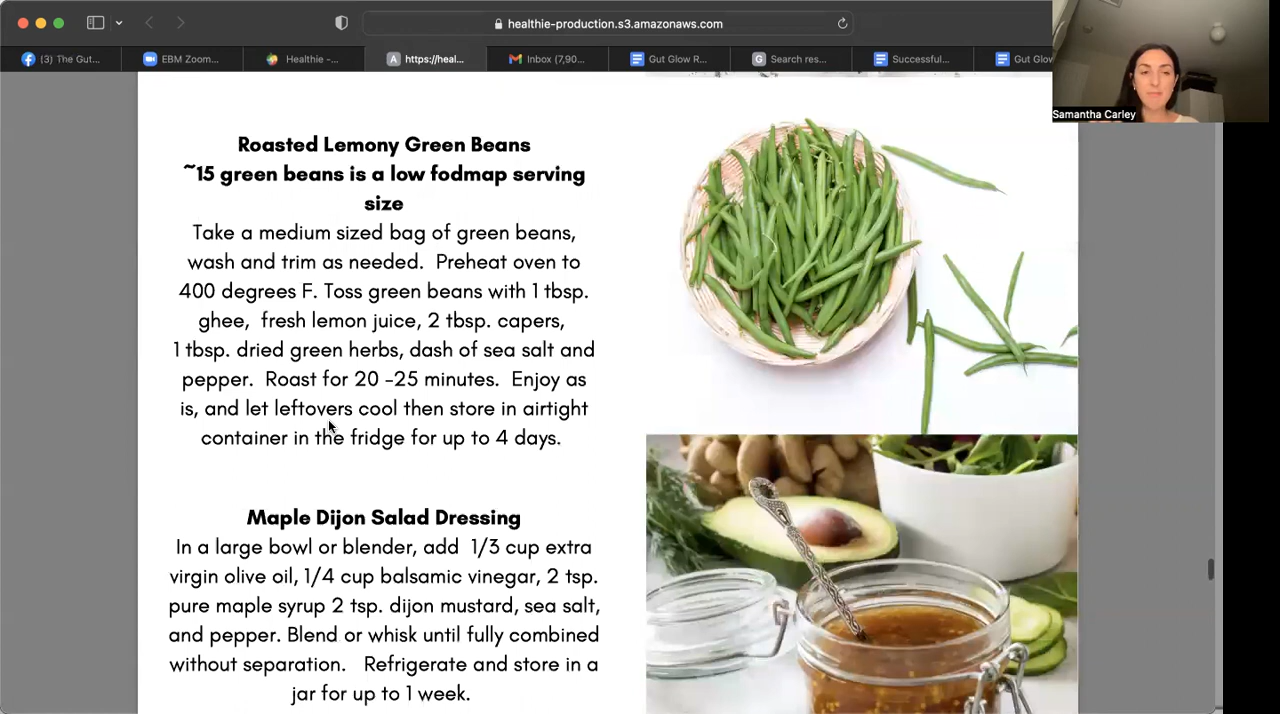 healthie-production.s3.amazonaws.com
(3) The Gut...
EBM Zoom...
Healthie -...
A https://heal...
Inbox (7,90...
Gut Glow R...
G Search res...
Successful...
Gut Glow
Samantha Carley
Roasted Lemony Green Beans
~15 green beans is a low fodmap serving
size
Take a medium sized bag of green beans,
wash and trim as needed.  Preheat oven to
400 degrees F. Toss green beans with 1 tbsp.
ghee,  fresh lemon juice, 2 tbsp. capers,
1 tbsp. dried green herbs, dash of sea salt and
pepper.  Roast for 20 -25 minutes.  Enjoy as
is, and let leftovers cool then store in airtight
container in the fridge for up to 4 days.
Maple Dijon Salad Dressing
In a large bowl or blender, add  1/3 cup extra
virgin olive oil, 1/4 cup balsamic vinegar, 2 tsp.
pure maple syrup 2 tsp. dijon mustard, sea salt,
and pepper. Blend or whisk until fully combined
without separation.   Refrigerate and store in a
jar for up to 1 week.